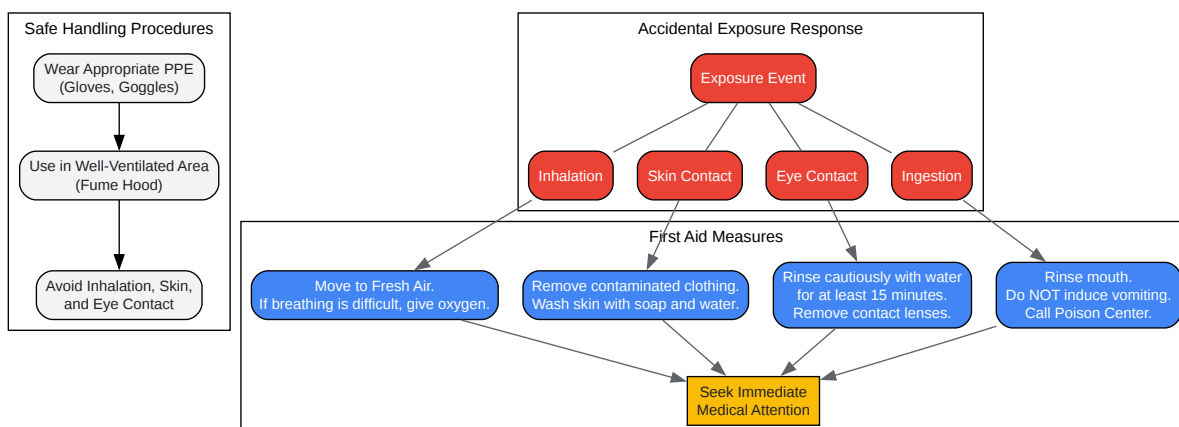 Safe Handling Procedures
Wear Appropriate PPE
(Gloves, Goggles)
Use in Well-Ventilated Area
(Fume Hood)
Avoid Inhalation, Skin,
and Eye Contact
Accidental Exposure Response
Exposure Event
Inhalation
Skin Contact
Eye Contact
Ingestion
First Aid Measures
Move to Fresh Air.
If breathing is difficult, give oxygen.
Remove contaminated clothing.
Wash skin with soap and water.
Rinse cautiously with water
for at least 15 minutes.
Remove contact lenses.
Rinse mouth.
Do NOT induce vomiting.
Call Poison Center.
Seek Immediate
Medical Attention